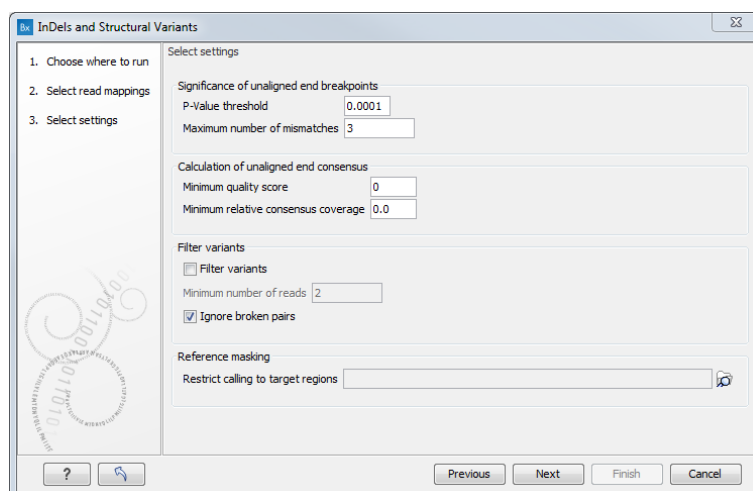 Bx InDels and Structural Variants
1. Choose where to run
2. Select read mappings
3. Select settings
Select settings
Significance of unaligned end breakpoints
P-Value threshold 0.0001
Maximum number of mismatches 3
Calculation of unaligned end consensus
Minimum quality score 0
Minimum relative consensus coverage 0.0
Filter variants
Filter variants
Minimum number of reads 2
Ignore broken pairs
Reference masking
Restrict calling to target regions
? Previous Next Finish Cancel